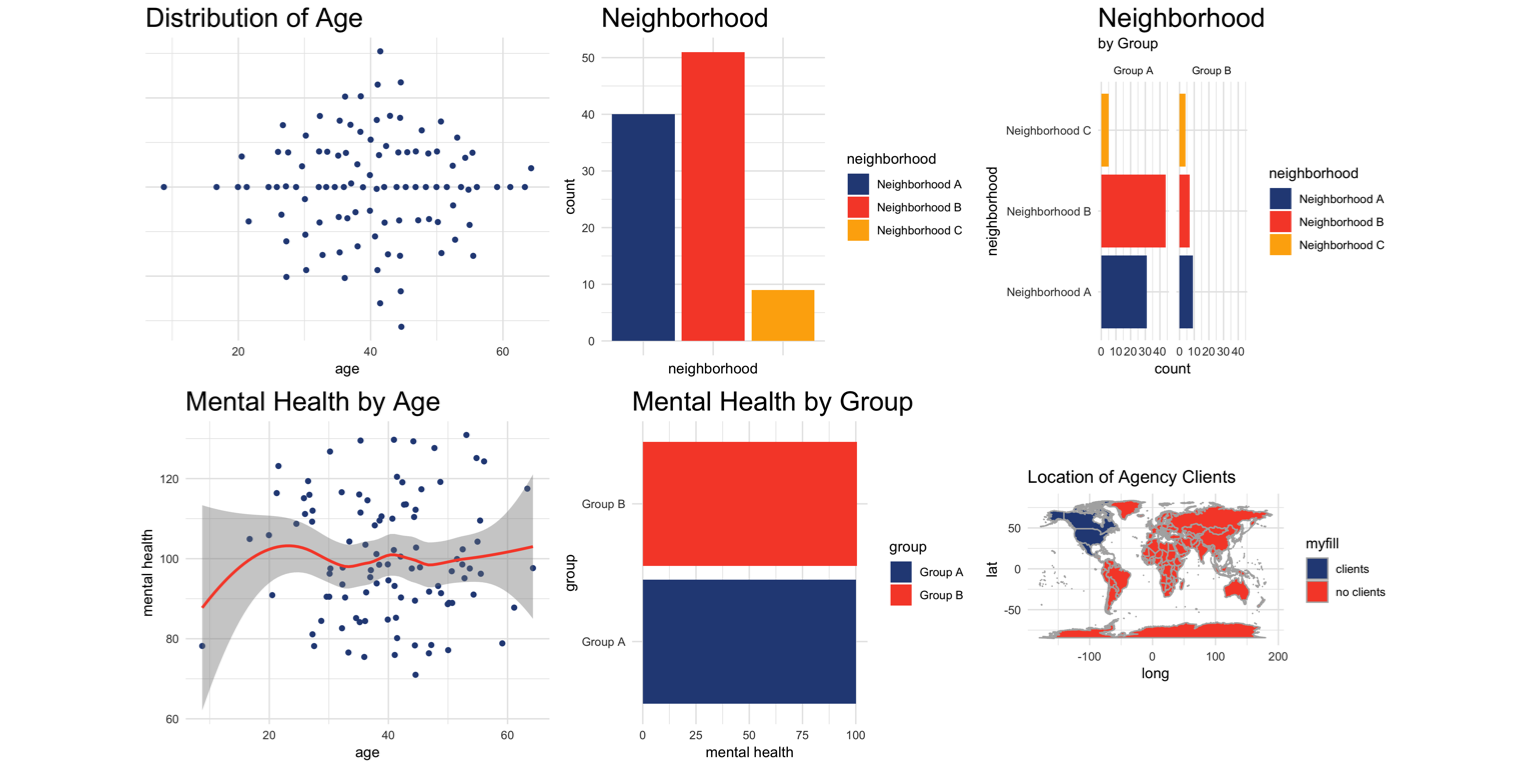 Distribution of Age
20 40 60
age
Neighborhood
50
40
30
20
10
0
count
neighborhood
neighborhood
Neighborhood A
Neighborhood B
Neighborhood C
Neighborhood
by Group
Group A Group B
Neighborhood C
Neighborhood B
Neighborhood A
neighborhood
0 10 20 30 40 0 10 20 30 40
count
neighborhood
Neighborhood A
Neighborhood B
Neighborhood C
Mental Health by Age
120
100
80
60
mental health
20 40 60
age
Mental Health by Group
Group B
Group A
group
0 25 50 75 100
mental health
group
Group A
Group B
Location of Agency Clients
50
0
-50
lat
-100 0 100 200
long
myfill
clients
no clients